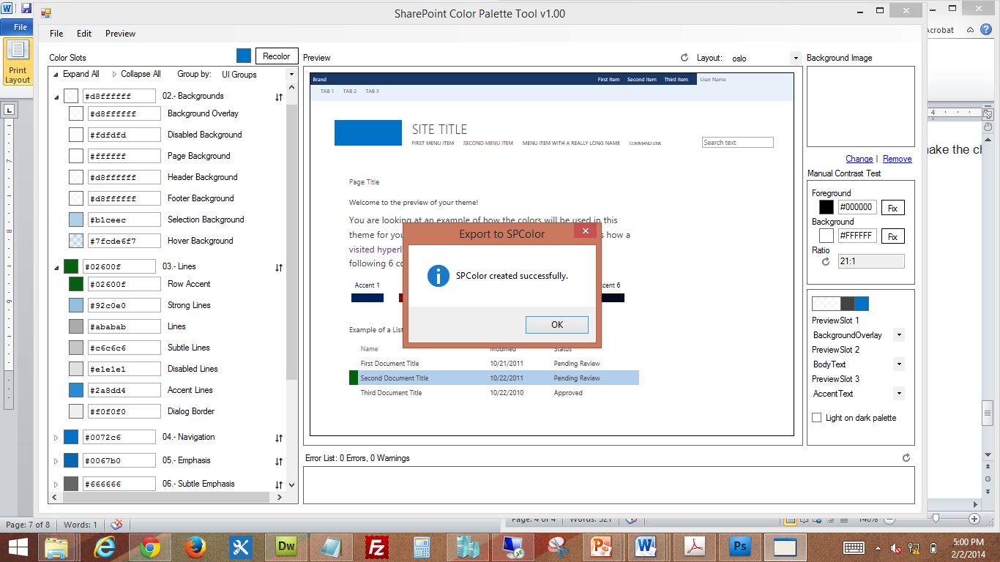 SharePoint Color Palette Tool v1.00
File
File Edit Preview
Acrobat
Print
Layout
Color Slots
Recolor
Expand All Collapse All Group by: UI Groups
#d8ffffff 02.- Backgrounds
#d8ffffff Background Overlay
#fdfdfd Disabled Background
#ffffff Page Background
#d8ffffff Header Background
#d8ffffff Footer Background
#b1ceec Selection Background
#7fcde6f7 Hover Background
#02600f 03.- Lines
#02600f Row Accent
#92c0e0 Strong Lines
#ababab Lines
#c6c6c6 Subtle Lines
#e1e1e1 Disabled Lines
#2a8dd4 Accent Lines
#f0f0f0 Dialog Border
#0072c6 04.- Navigation
#0067b0 05.- Emphasis
#666666 06.- Subtle Emphasis
Preview
Layout: oslo
Brand First Item Second Item Third Item User Name
TAB 1 TAB 2 TAB 3
SITE TITLE
FIRST MENU ITEM SECOND MENU ITEM MENU ITEM WITH A REALLY LONG NAME COMMAND LINK
Search text
Page Title
Welcome to the preview of your theme!
You are looking at an example of how the colors will be used in this
theme for you s how a
visited hyperl
following 6 co
Accent 1 cent 6
Export to SPColor
SPColor created successfully.
OK
Example of a List
Name Modified Status
First Document Title 10/21/2011 Pending Review
Second Document Title 10/22/2011 Pending Review
Third Document Title 10/22/2010 Approved
Error List: 0 Errors, 0 Warnings
Background Image
Change | Remove
Manual Contrast Test
Foreground
#000000 Fix
Background
#FFFFFF Fix
Ratio
21:1
PreviewSlot 1
BackgroundOverlay
PreviewSlot 2
BodyText
PreviewSlot 3
AccentText
Light on dark palette
4
ake the ch
7
8
9
Page: 7 of 8 Words: 1
Page: 4 of 4 Words: 521 140%
Dw
Fz
Ps
5:00 PM
2/2/2014